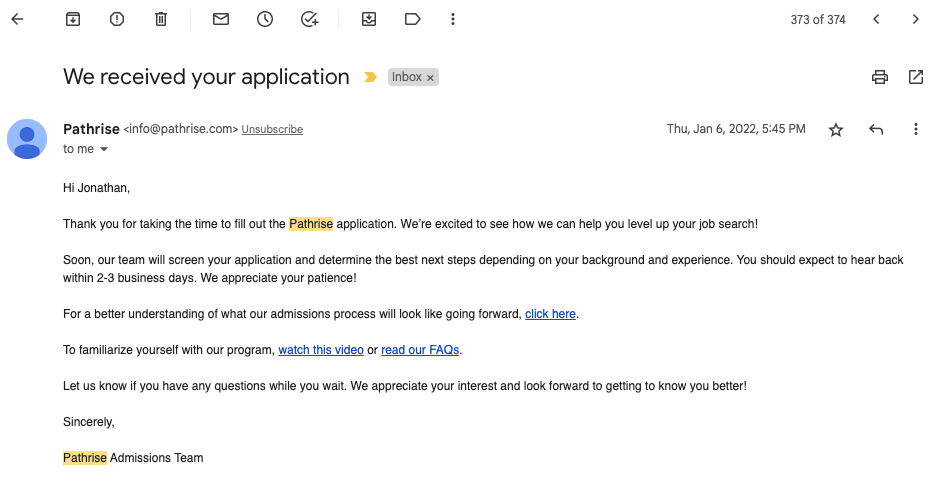 373 of 374
We received your application Inbox ×
Pathrise <info@pathrise.com> Unsubscribe Thu, Jan 6, 2022, 5:45 PM
to me
Hi Jonathan,
Thank you for taking the time to fill out the Pathrise application. We're excited to see how we can help you level up your job search!
Soon, our team will screen your application and determine the best next steps depending on your background and experience. You should expect to hear back
within 2-3 business days. We appreciate your patience!
For a better understanding of what our admissions process will look like going forward, click here.
To familiarize yourself with our program, watch this video or read our FAQs.
Let us know if you have any questions while you wait. We appreciate your interest and look forward to getting to know you better!
Sincerely,
Pathrise Admissions Team